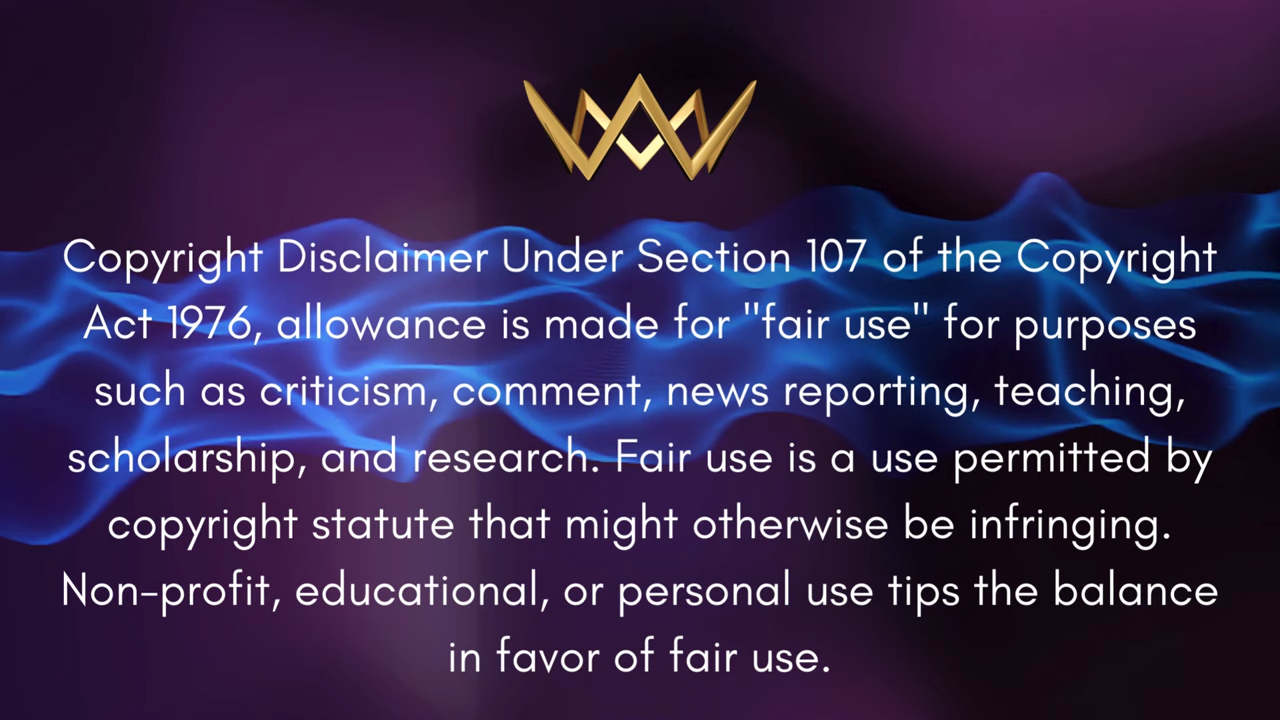 Copyright Disclaimer Under Section 107 of the Copyright
Act 1976, allowance is made for "fair use" for purposes
such as criticism, comment, news reporting, teaching,
scholarship, and research. Fair use is a use permitted by
copyright statute that might otherwise be infringing.
Non-profit, educational, or personal use tips the balance
in favor of fair use.